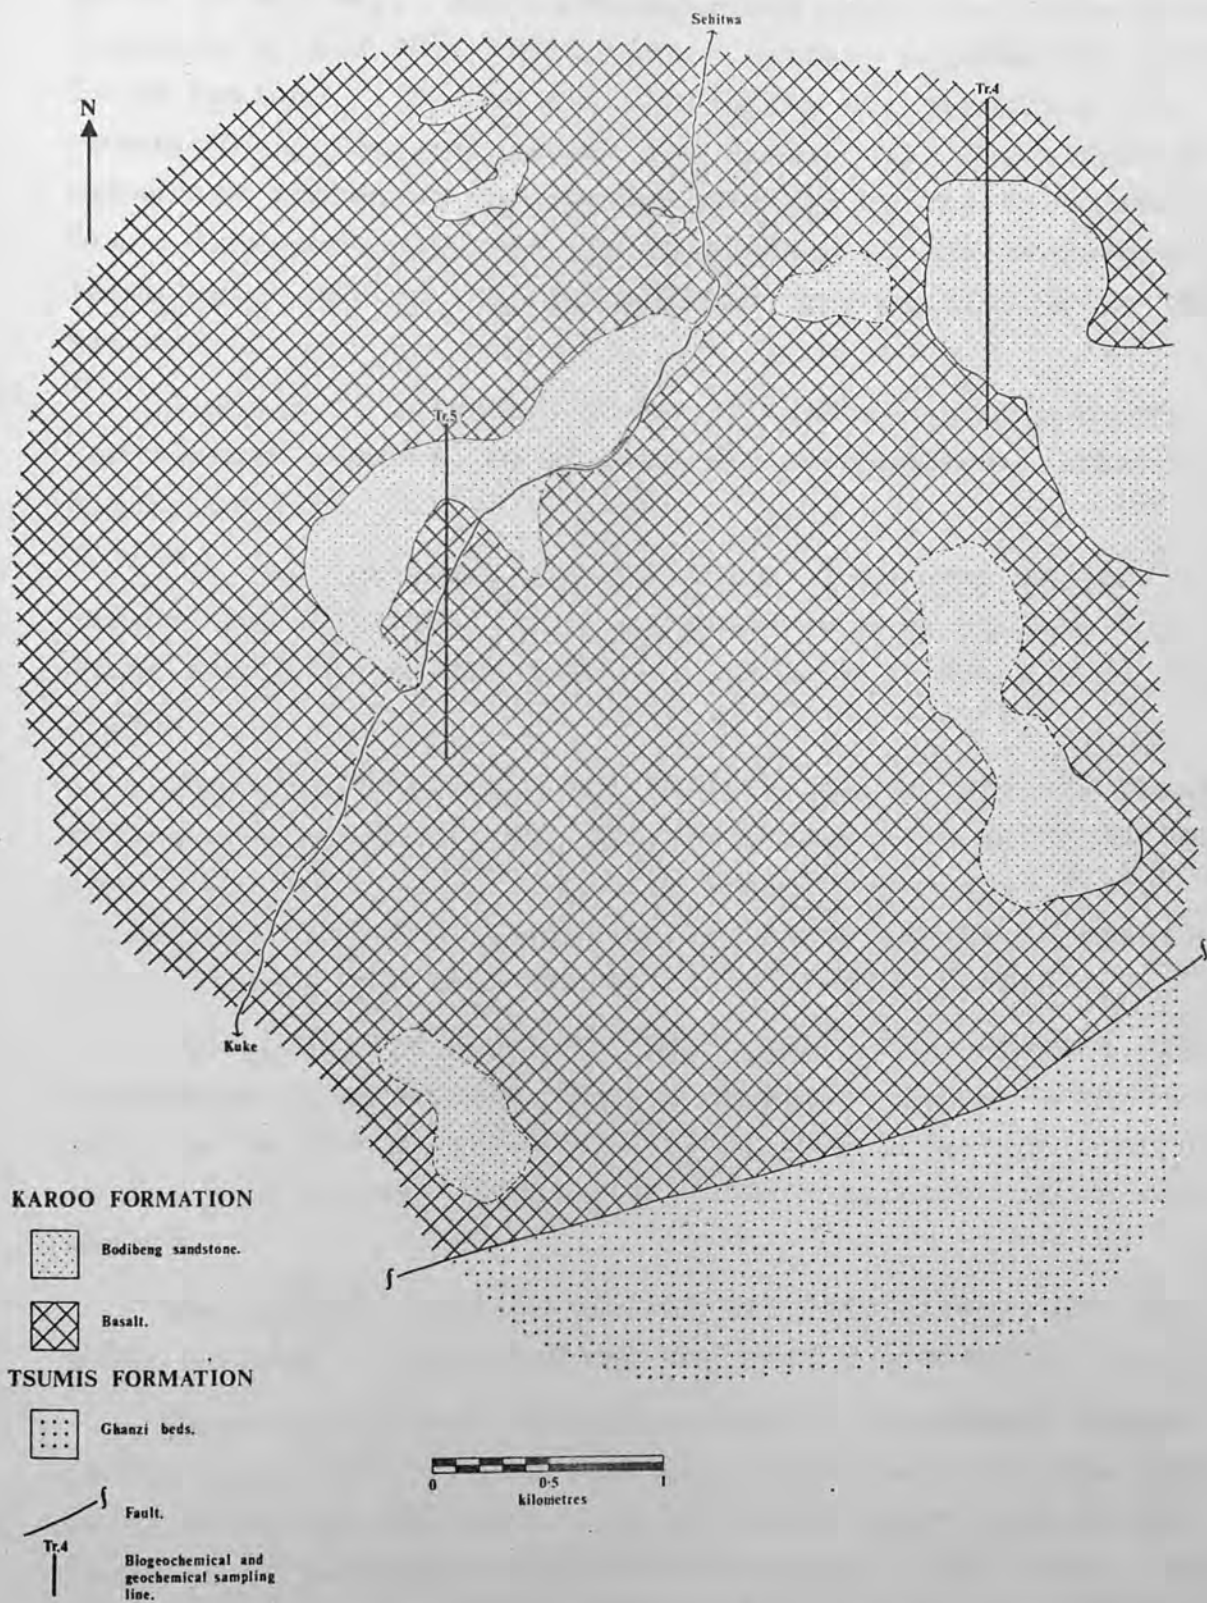 Sehitwa
N
Tr.4
Tr.5
Kuke
KAROO FORMATION
Bodibeng sandstone.
Basalt.
TSUMIS FORMATION
Ghanzi beds.
Fault.
Tr.4
Biogeochemical and
geochemical sampling
line.
0 0·5 1
kilometres